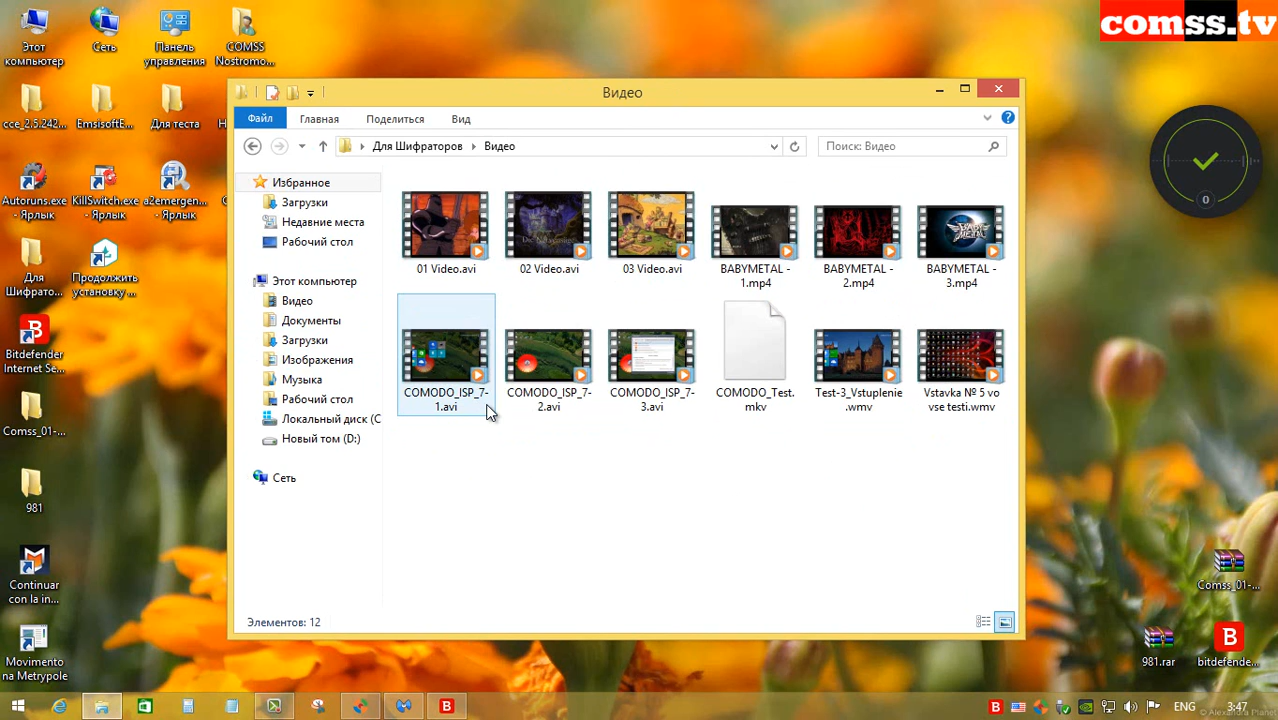 comss.tv
Этот
компьютер
Сеть
Панель
управления
COMSS
Nostromo...
cce_2.5.242...
EmsisoftE...
Для теста
Autoruns.exe
- Ярлык
KillSwitch.exe
- Ярлык
a2emergen...
- Ярлык
Для
Шифрато...
Продолжить
установку ...
Bitdefender
Internet Se...
Comss_01-...
981
Continuar
con la in...
Movimento
na Metrypole
Видео
Файл
Главная
Поделиться
Вид
Для Шифраторов
Видео
Поиск: Видео
Избранное
Загрузки
Недавние места
Рабочий стол
Этот компьютер
Видео
Документы
Загрузки
Изображения
Музыка
Рабочий стол
Локальный диск (C
Новый том (D:)
Сеть
01 Video.avi
02 Video.avi
03 Video.avi
BABYMETAL -
1.mp4
BABYMETAL -
2.mp4
BABYMETAL -
3.mp4
COMODO_ISP_7-
1.avi
COMODO_ISP_7-
2.avi
COMODO_ISP_7-
3.avi
COMODO_Test.
mkv
Test-3_Vstuplenie
.wmv
Vstavka № 5 vo
vse testi.wmv
Элементов: 12
0
Comss_01-...
981.rar
bitdefende...
ENG
3:47
© Alexandra Planet